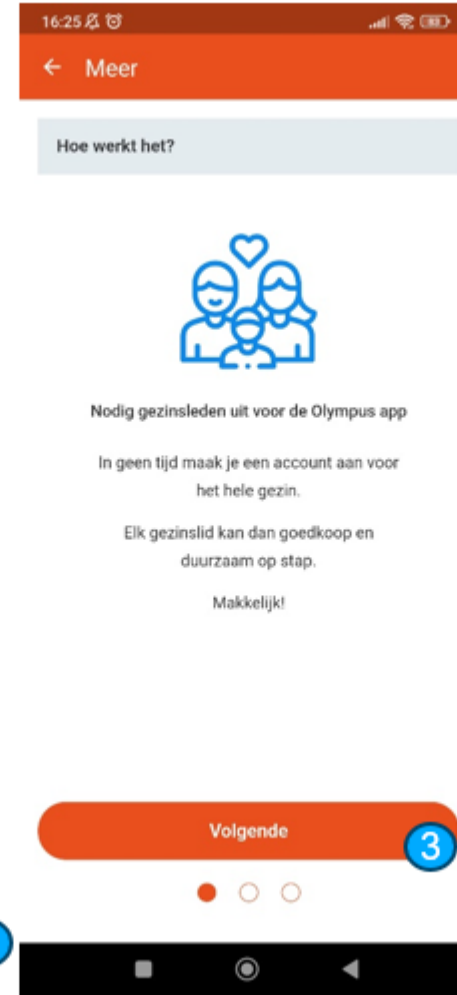 16:25
Meer
Hoe werkt het?
Nodig gezinsleden uit voor de Olympus app
In geen tijd maak je een account aan voor
het hele gezin.
Elk gezinslid kan dan goedkoop en
duurzaam op stap.
Makkelijk!
Volgende
3